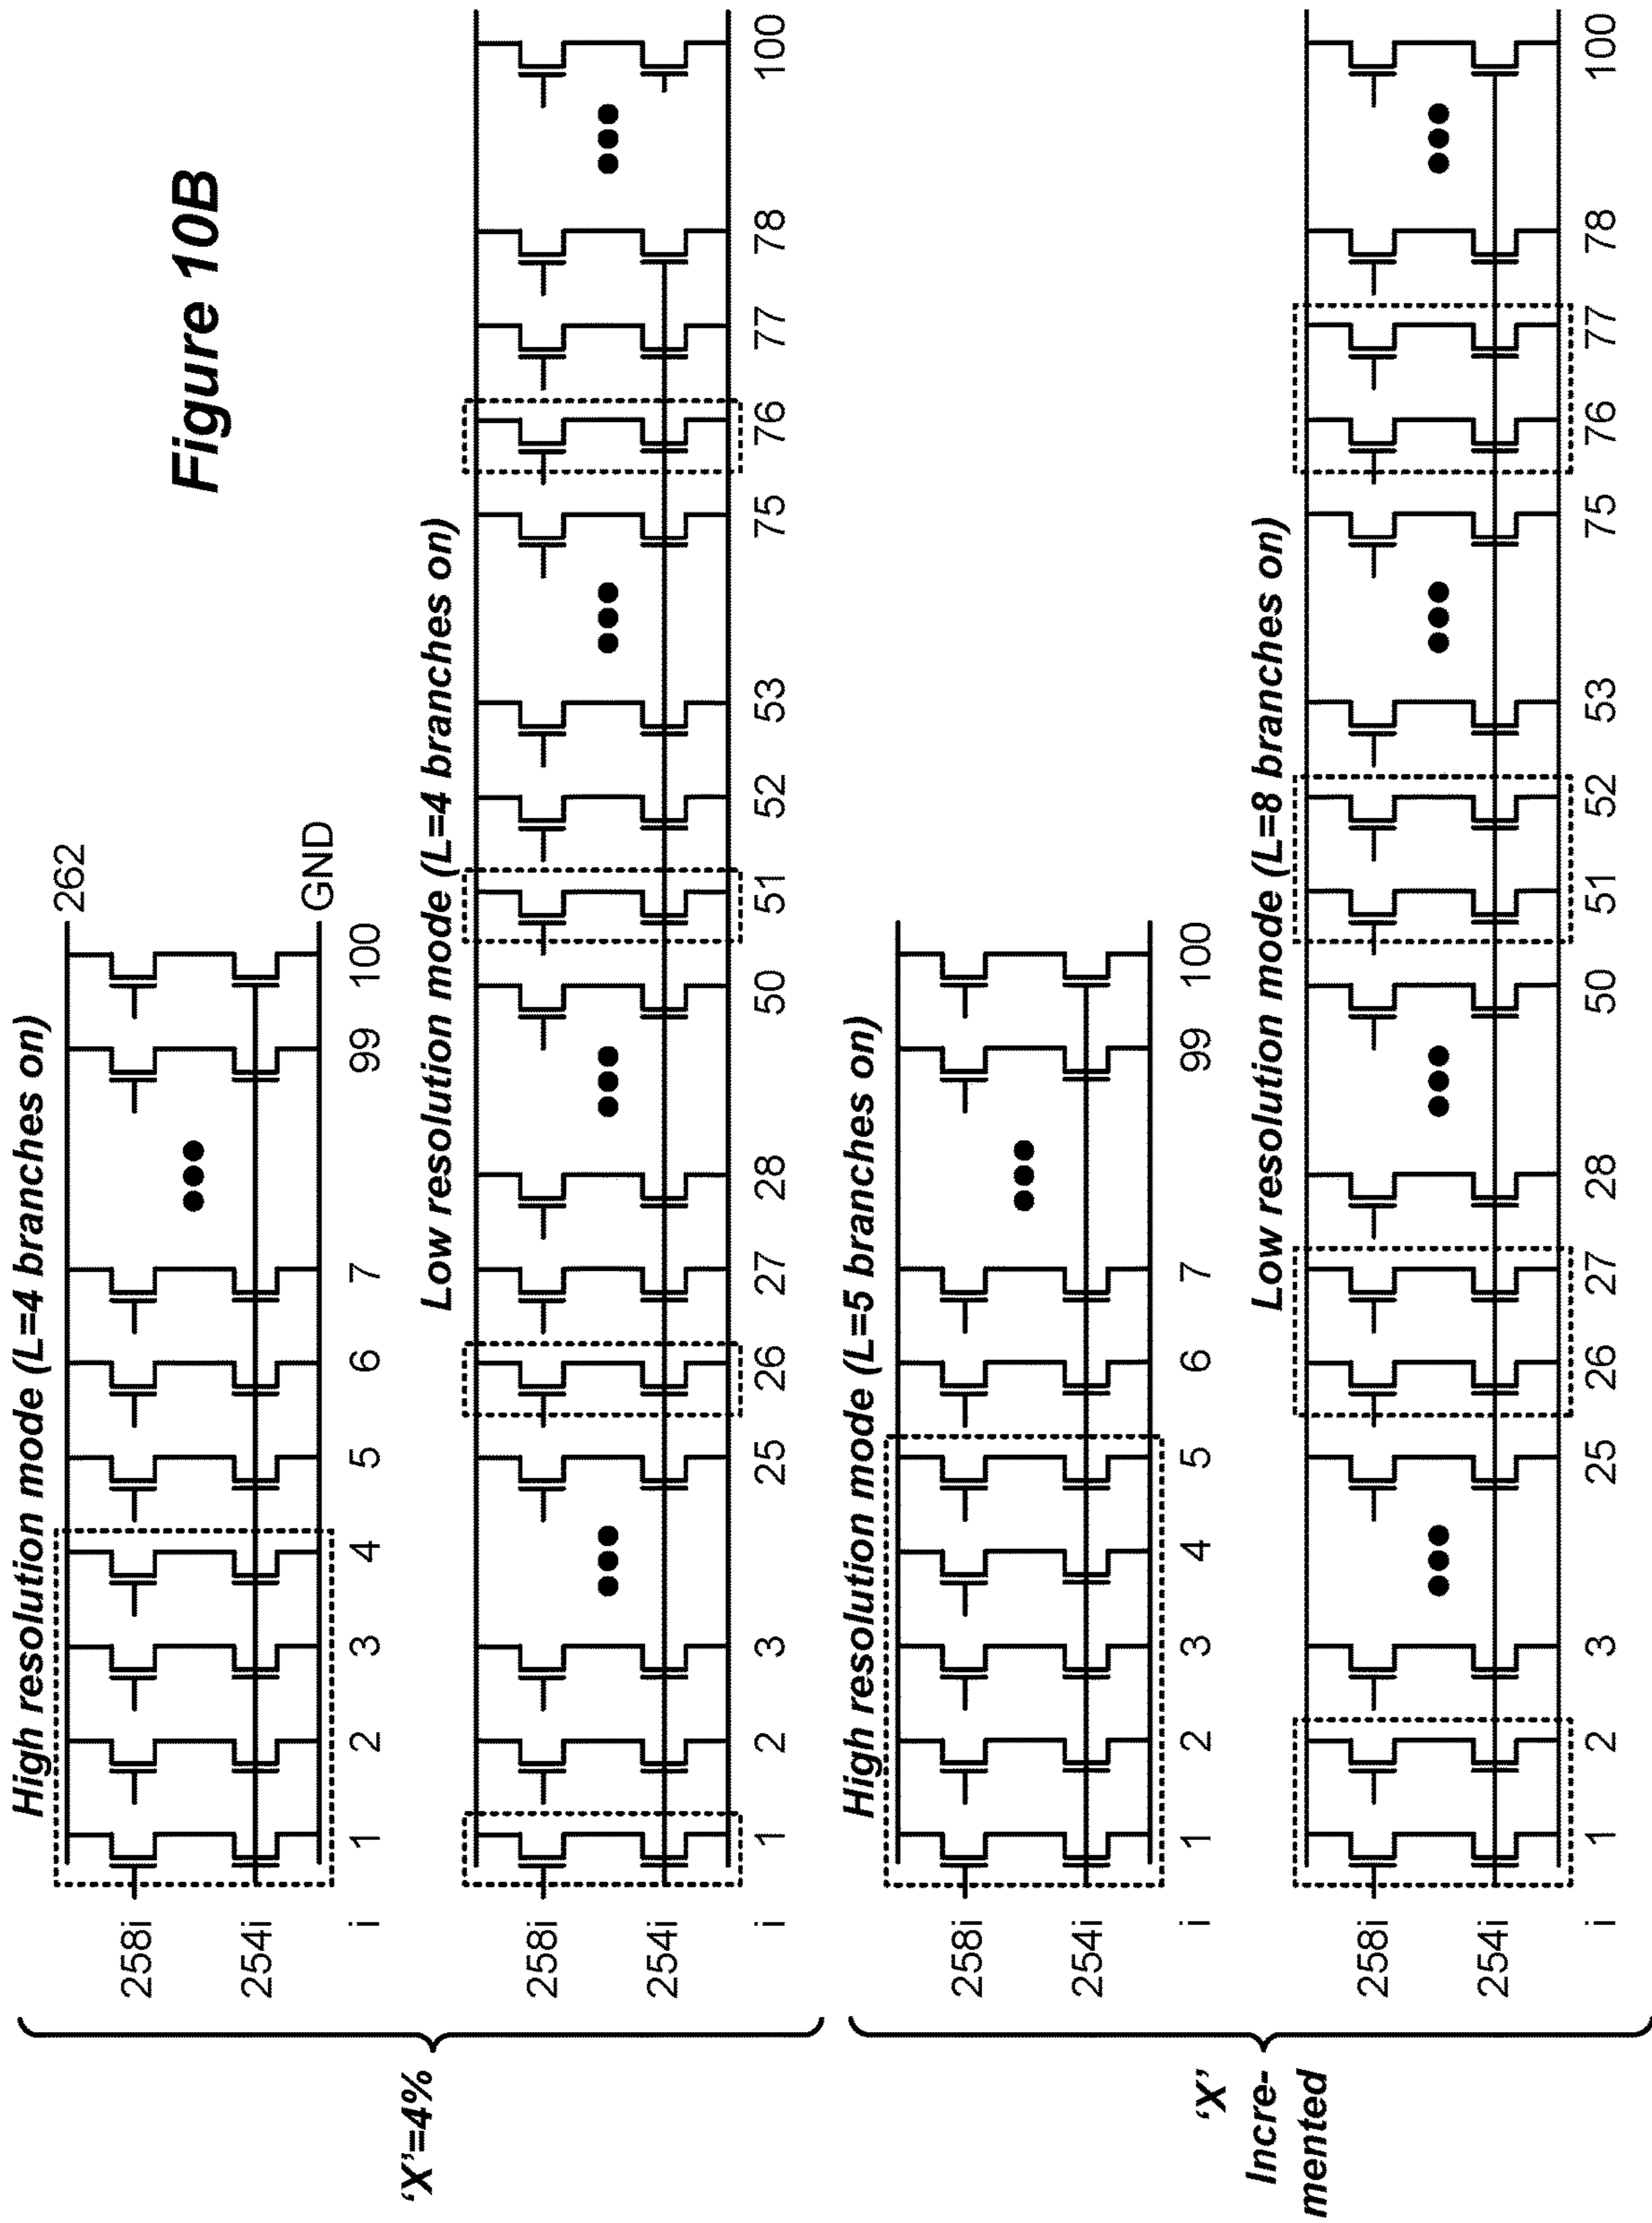 Figure 10B
'X'=4%
High resolution mode (L=4 branches on)
262
258i
254i
GND
i 1 2 3 4 5 6 7 99 100
Low resolution mode (L=4 branches on)
258i
254i
i 1 2 3 25 26 27 28 50 51 52 53 75 76 77 78 100
'X'
Incre-
mented
High resolution mode (L=5 branches on)
258i
254i
i 1 2 3 4 5 6 7 99 100
Low resolution mode (L=8 branches on)
258i
254i
i 1 2 3 25 26 27 28 50 51 52 53 75 76 77 78 100